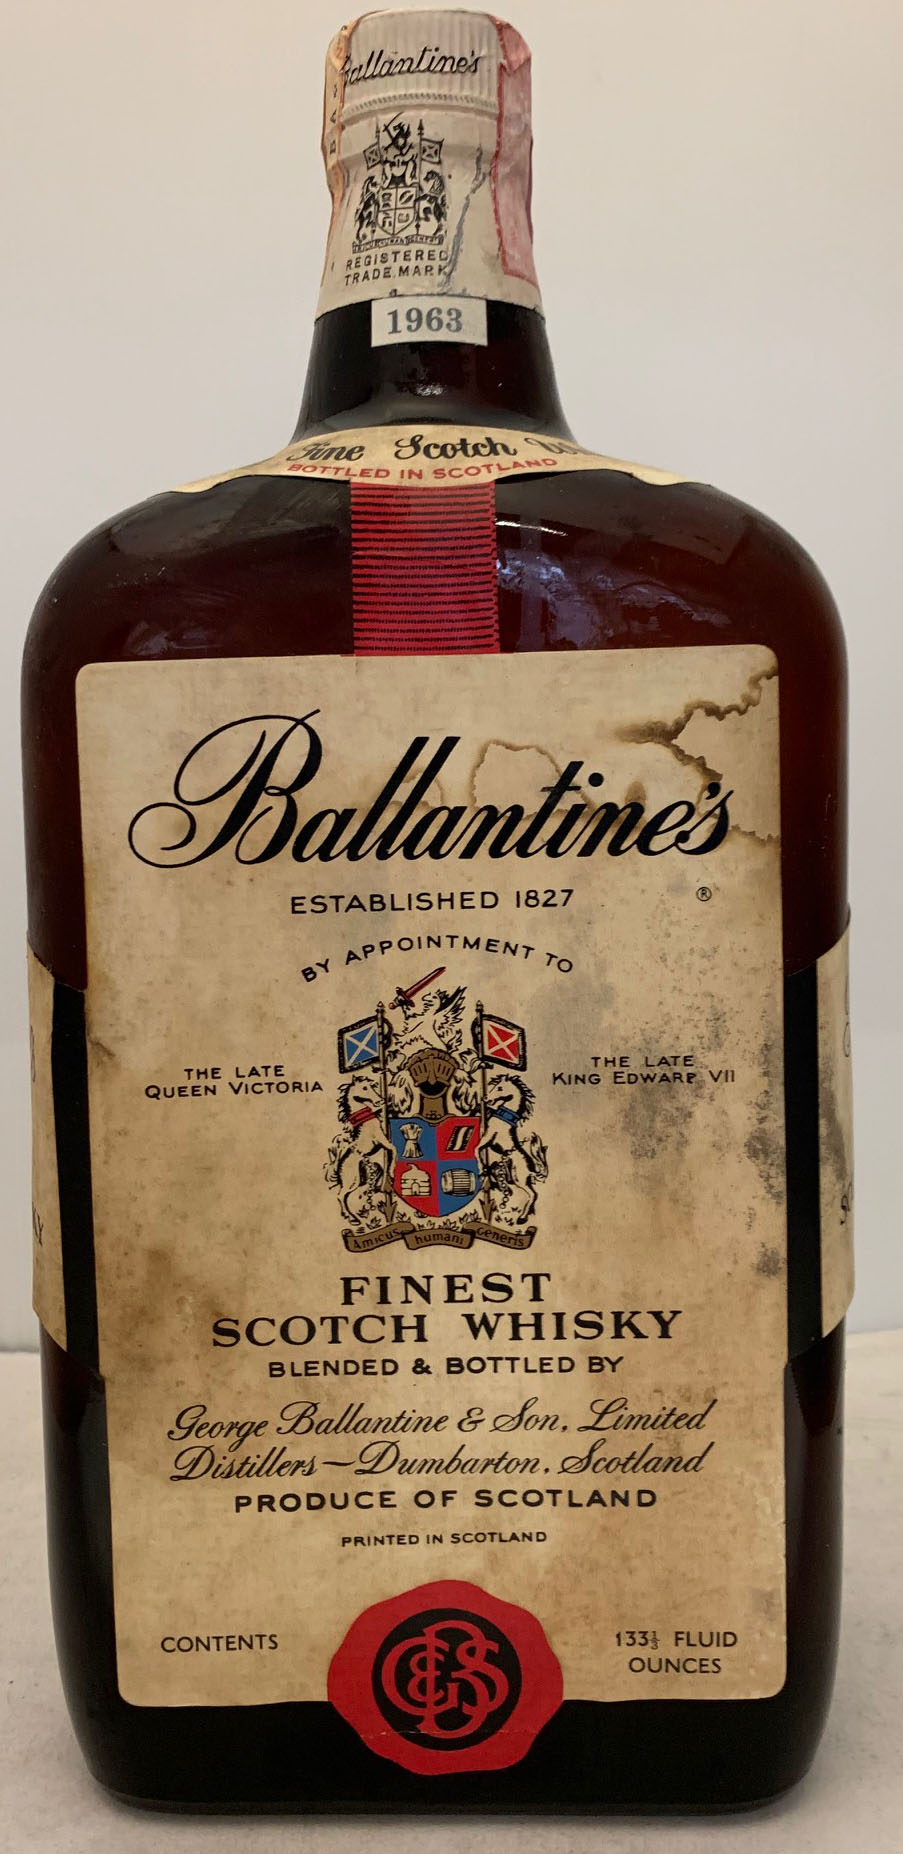 Ballantine's
REGISTERED
TRADE MARK
1963
Fine Scotch
BOTTLED IN SCOTLAND
Ballantine's
ESTABLISHED 1827 ®
BY APPOINTMENT TO
THE LATE
QUEEN VICTORIA
THE LATE
KING EDWARD VII
Amicus humani Generis
FINEST
SCOTCH WHISKY
BLENDED & BOTTLED BY
George Ballantine & Son, Limited
Distillers—Dumbarton, Scotland
PRODUCE OF SCOTLAND
PRINTED IN SCOTLAND
CONTENTS
133⅓ FLUID
OUNCES